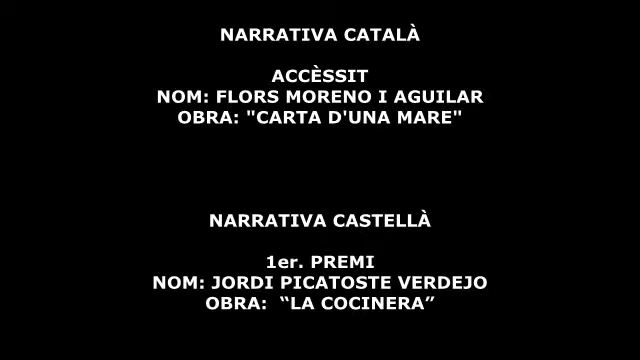 NARRATIVA CATALÀ
ACCÈSSIT
NOM: FLORS MORENO I AGUILAR
OBRA: "CARTA D'UNA MARE"
NARRATIVA CASTELLÀ
1er. PREMI
NOM: JORDI PICATOSTE VERDEJO
OBRA:  “LA COCINERA”